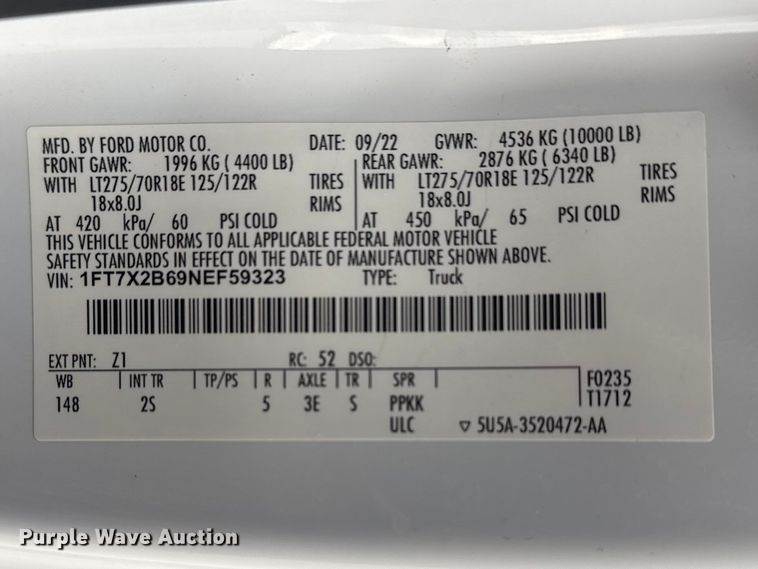 MFD. BY FORD MOTOR CO. DATE: 09/22 GVWR: 4536 KG (10000 LB)
FRONT GAWR: 1996 KG ( 4400 LB) REAR GAWR: 2876 KG ( 6340 LB)
WITH LT275/70R18E 125/122R TIRES WITH LT275/70R18E 125/122R TIRES
18x8.0J RIMS 18x8.0J RIMS
AT 420 kPa/ 60 PSI COLD AT 450 kPa/ 65 PSI COLD
THIS VEHICLE CONFORMS TO ALL APPLICABLE FEDERAL MOTOR VEHICLE
SAFETY STANDARDS IN EFFECT ON THE DATE OF MANUFACTURE SHOWN ABOVE.
VIN: 1FT7X2B69NEF59323 TYPE: Truck
EXT PNT: Z1 RC: 52 DSO:
WB INT TR TP/PS R AXLE TR SPR F0235
148 2S 5 3E S PPKK T1712
ULC ▽ 5U5A-3520472-AA
Purple Wave Auction